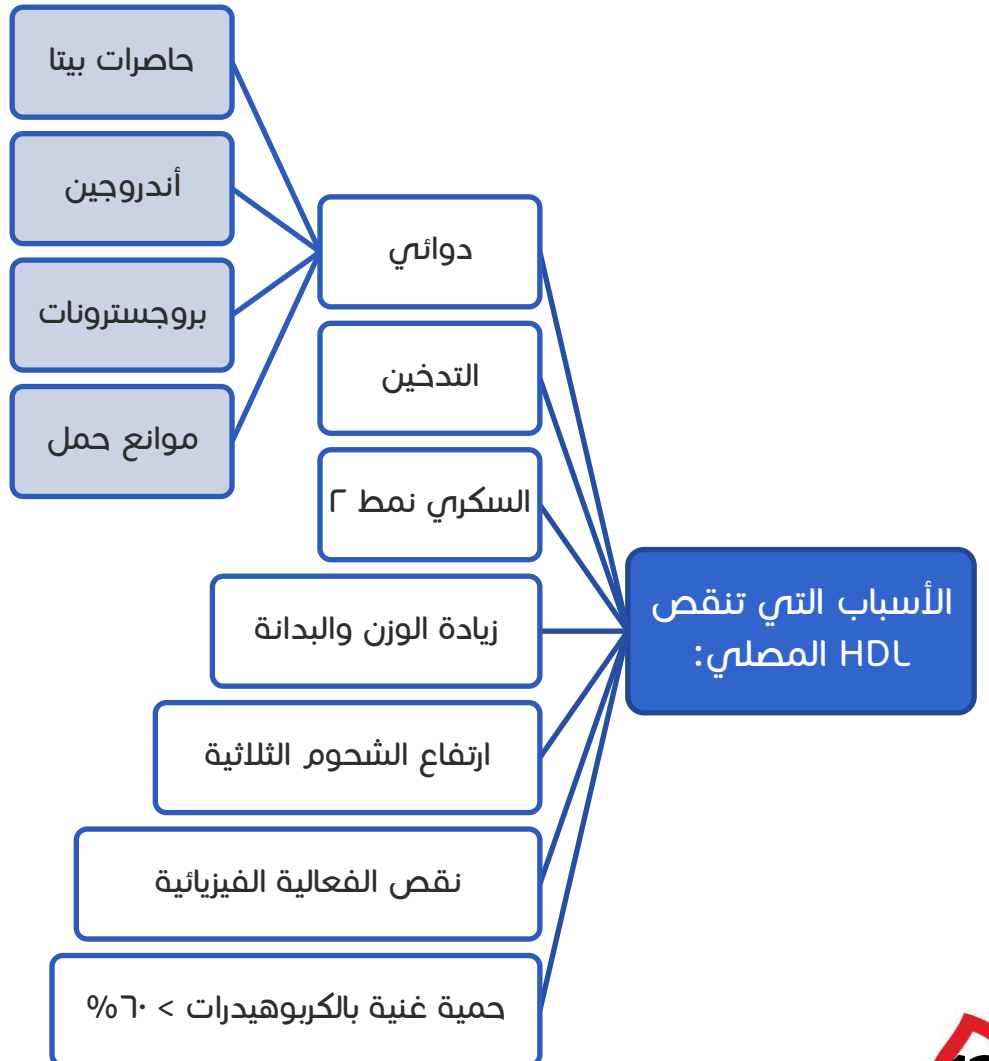 الأسباب التي تنقص
HDL المصلي:
دوائي
حاصرات بيتا
أندروجين
بروجسترونات
موانع حمل
التدخين
السكري نمط ٢
زيادة الوزن والبدانة
ارتفاع الشحوم الثلاثية
نقص الفعالية الفيزيائية
حمية غنية بالكربوهيدرات > ٦٠%